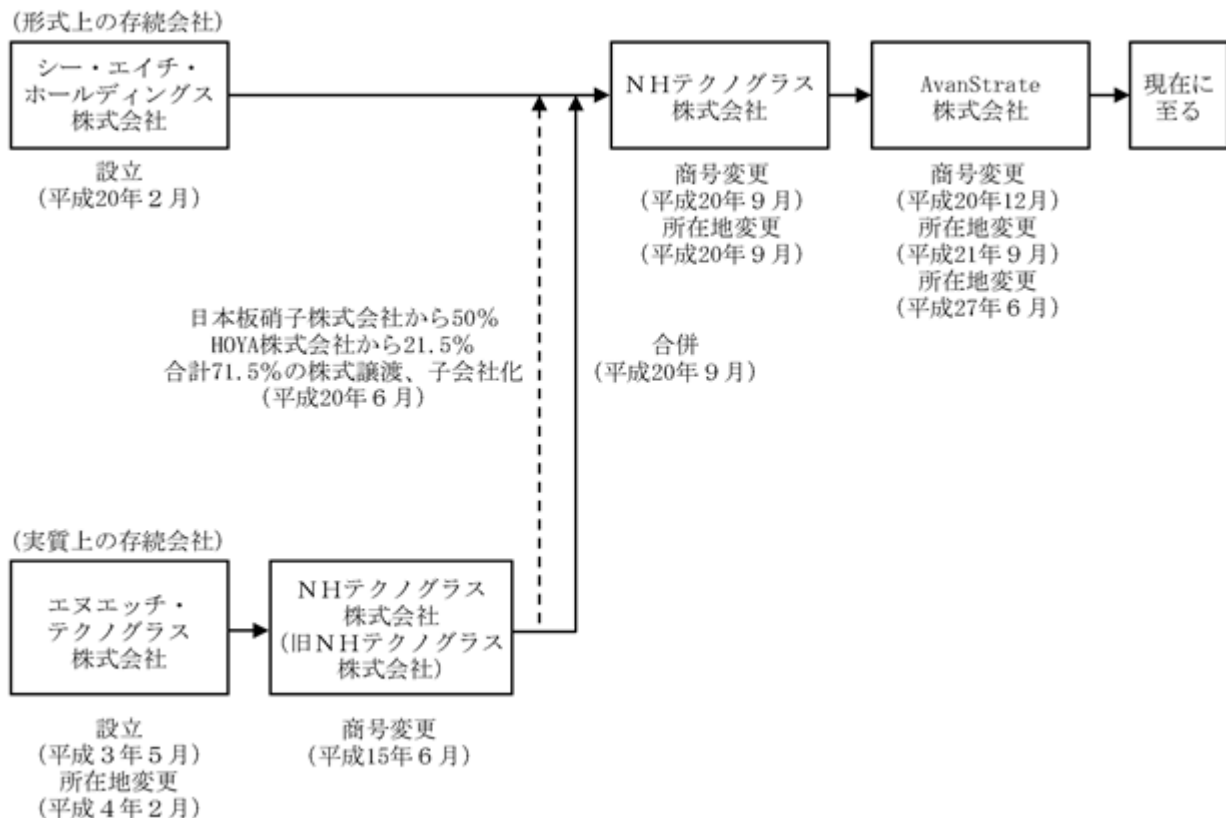 (形式上の存続会社)
シー・エイチ・
ホールディングス
株式会社
設立
(平成20年２月)
ＮＨテクノグラス
株式会社
商号変更
(平成20年９月)
所在地変更
(平成20年９月)
AvanStrate
株式会社
商号変更
(平成20年12月)
所在地変更
(平成21年９月)
所在地変更
(平成27年６月)
現在に
至る
日本板硝子株式会社から50%
HOYA株式会社から21.5%
合計71.5%の株式譲渡、子会社化
(平成20年６月)
合併
(平成20年９月)
(実質上の存続会社)
エヌエッチ・
テクノグラス
株式会社
設立
(平成３年５月)
所在地変更
(平成４年２月)
ＮＨテクノグラス
株式会社
(旧ＮＨテクノグラス
株式会社)
商号変更
(平成15年６月)